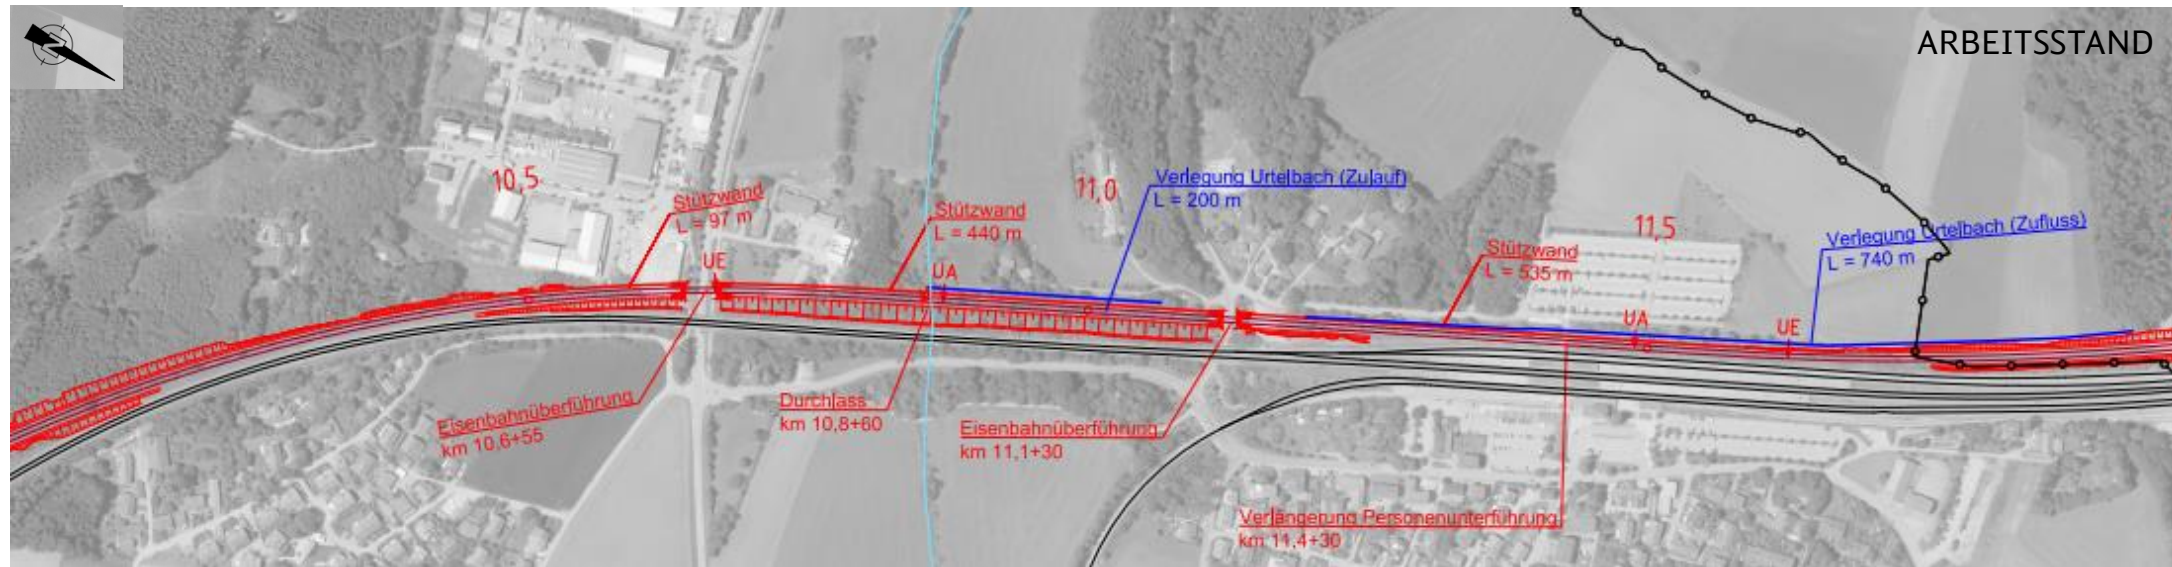 N
ARBEITSSTAND
10,5
Stützwand
L = 97 m
UE
Stützwand
L = 440 m
UA
11,0
Verlegung Urtelbach (Zulauf)
L = 200 m
Stützwand
L = 535 m
11,5
Verlegung Urtelbach (Zufluss)
L = 740 m
UA
UE
Eisenbahnüberführung
km 10,6+55
Durchlass
km 10,8+60
Eisenbahnüberführung
km 11,1+30
Verlängerung Personenunterführung
km 11,4+30